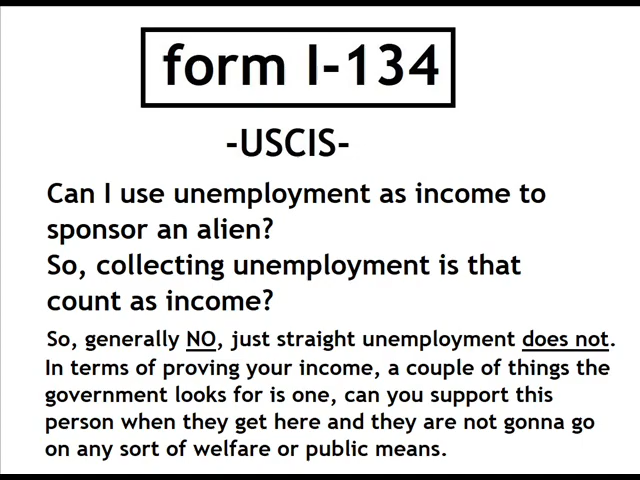 form I-134
-USCIS-
Can I use unemployment as income to
sponsor an alien?
So, collecting unemployment is that
count as income?
So, generally NO, just straight unemployment does not.
In terms of proving your income, a couple of things the
government looks for is one, can you support this
person when they get here and they are not gonna go
on any sort of welfare or public means.